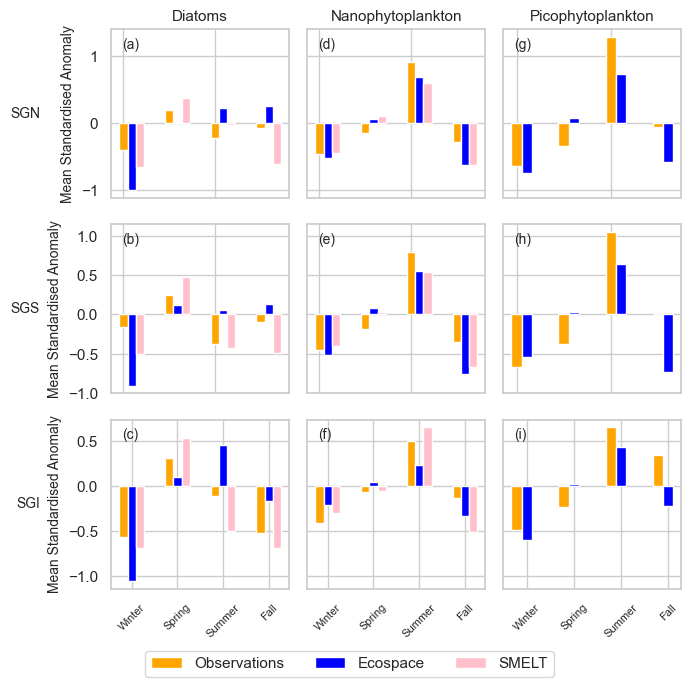 Diatoms Nanophytoplankton Picophytoplankton
SGN
Mean Standardised Anomaly
1
0
−1
(a)
(d)
(g)
SGS
Mean Standardised Anomaly
1.0
0.5
0.0
−0.5
−1.0
(b)
(e)
(h)
SGI
Mean Standardised Anomaly
0.5
0.0
−0.5
−1.0
(c)
(f)
(i)
Winter Spring Summer Fall
Winter Spring Summer Fall
Winter Spring Summer Fall
Observations Ecospace SMELT